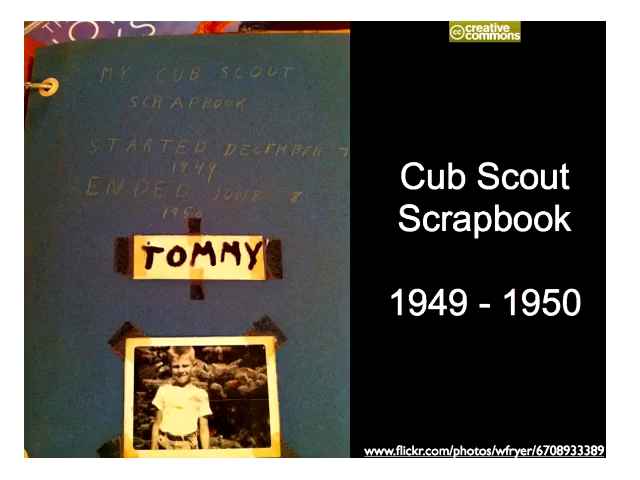 MY CUB SCOUT
SCRAPBOOK
STARTED DECEMBER 7
1949
ENDED JUNE 8
1950
TOMMY
cc creative
commons
Cub Scout
Scrapbook
1949 - 1950
www.flickr.com/photos/wfryer/6708933389